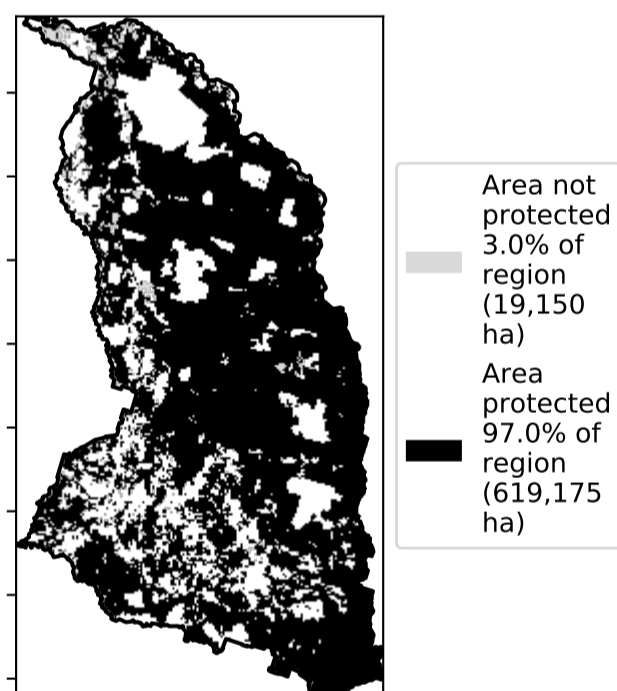 Area not
protected
3.0% of
region
(19,150
ha)
Area
protected
97.0% of
region
(619,175
ha)